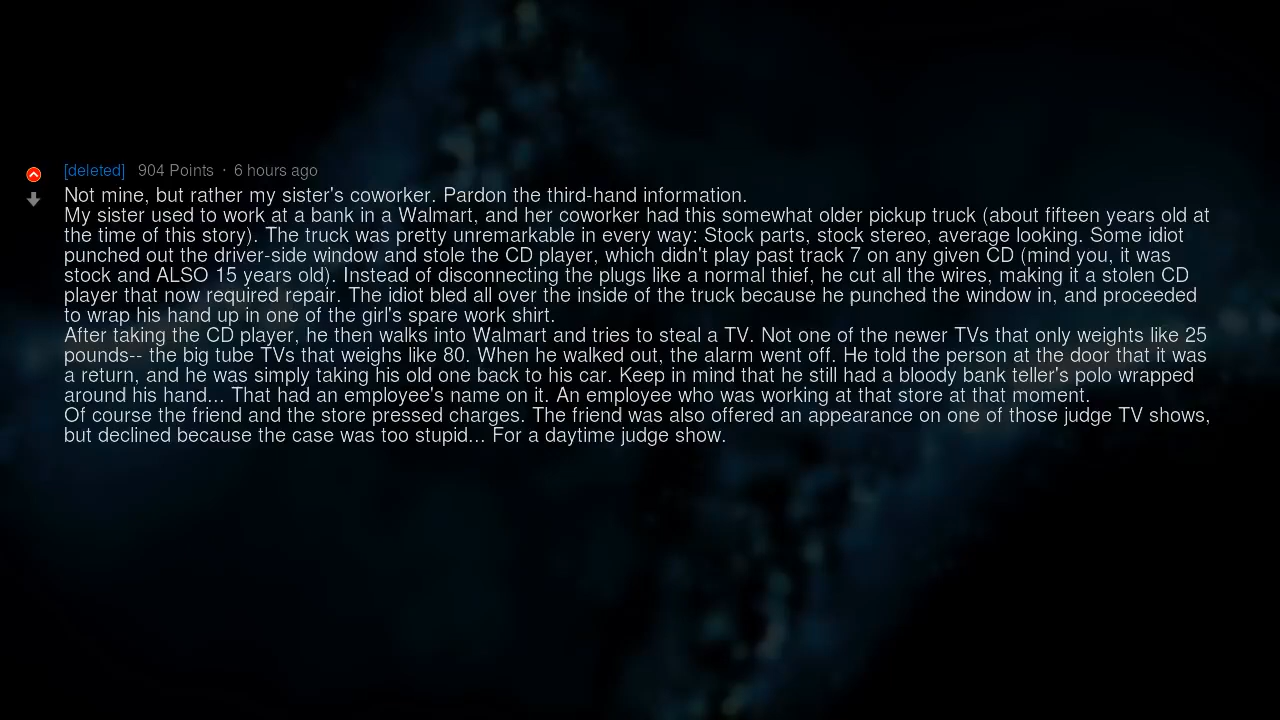 [deleted] 904 Points · 6 hours ago
Not mine, but rather my sister's coworker. Pardon the third-hand information.
My sister used to work at a bank in a Walmart, and her coworker had this somewhat older pickup truck (about fifteen years old at
the time of this story). The truck was pretty unremarkable in every way: Stock parts, stock stereo, average looking. Some idiot
punched out the driver-side window and stole the CD player, which didn't play past track 7 on any given CD (mind you, it was
stock and ALSO 15 years old). Instead of disconnecting the plugs like a normal thief, he cut all the wires, making it a stolen CD
player that now required repair. The idiot bled all over the inside of the truck because he punched the window in, and proceeded
to wrap his hand up in one of the girl's spare work shirt.
After taking the CD player, he then walks into Walmart and tries to steal a TV. Not one of the newer TVs that only weights like 25
pounds-- the big tube TVs that weighs like 80. When he walked out, the alarm went off. He told the person at the door that it was
a return, and he was simply taking his old one back to his car. Keep in mind that he still had a bloody bank teller's polo wrapped
around his hand... That had an employee's name on it. An employee who was working at that store at that moment.
Of course the friend and the store pressed charges. The friend was also offered an appearance on one of those judge TV shows,
but declined because the case was too stupid... For a daytime judge show.